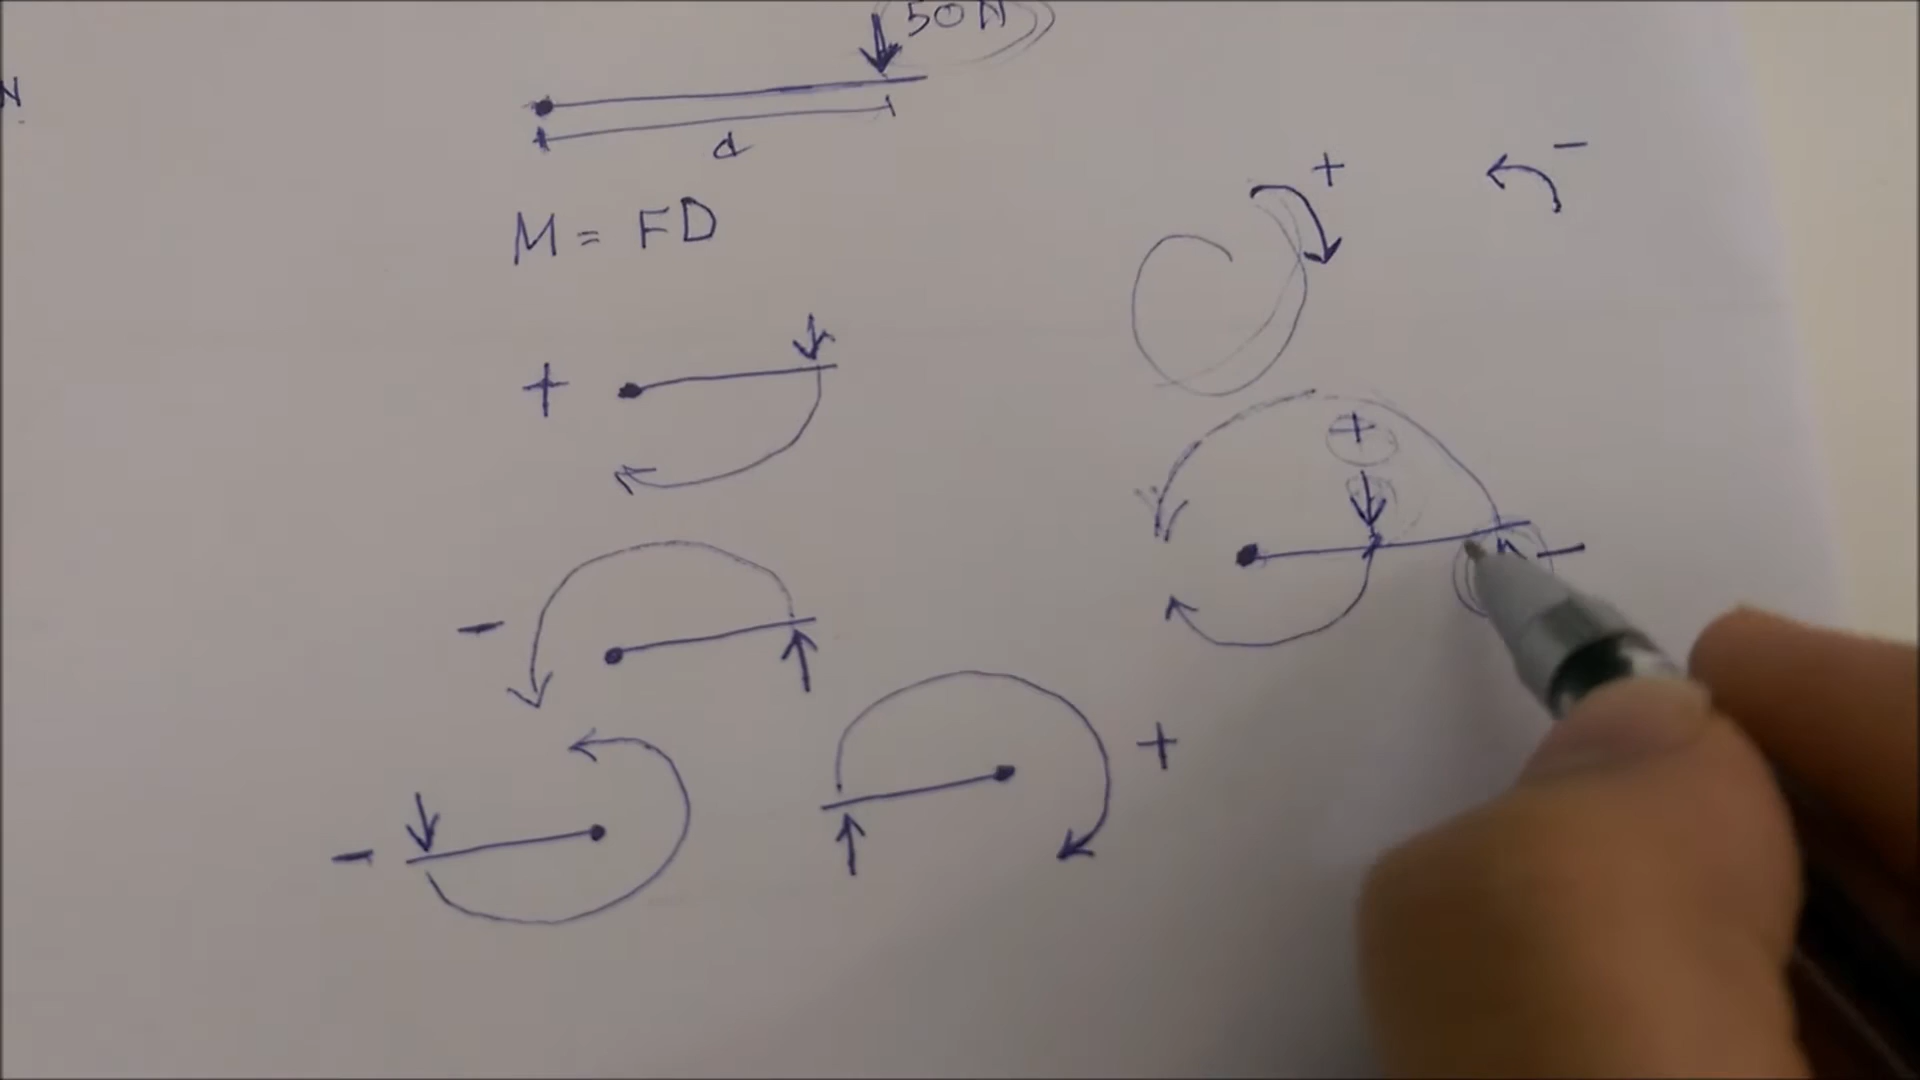 50N
N
d
M = FD
+
-
+
+
-
-
+
-